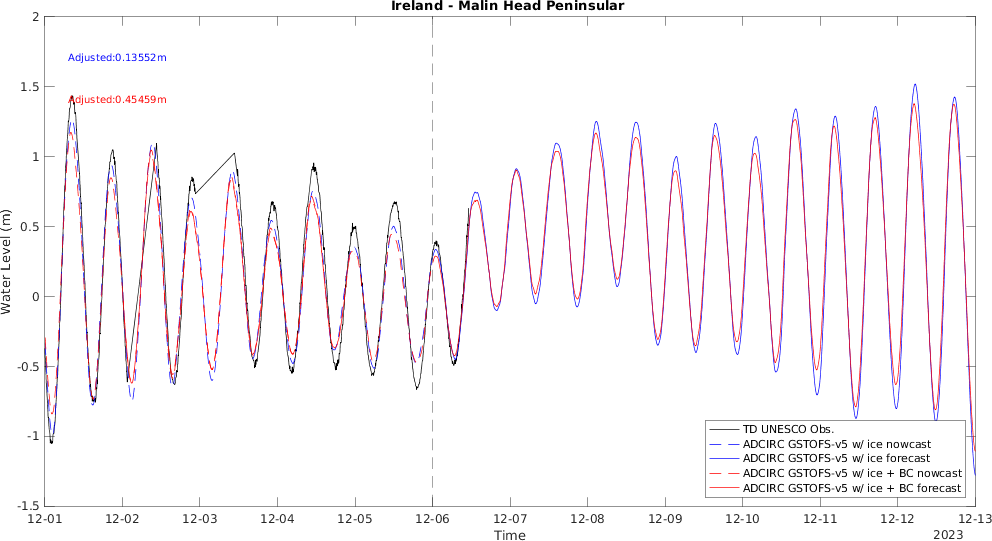 Ireland - Malin Head Peninsular
2
Adjusted:0.13552m
1.5
Adjusted:0.45459m
1
0.5
0
-0.5
-1
-1.5
Water Level (m)
TD UNESCO Obs.
ADCIRC GSTOFS-v5 w/ ice nowcast
ADCIRC GSTOFS-v5 w/ ice forecast
ADCIRC GSTOFS-v5 w/ ice + BC nowcast
ADCIRC GSTOFS-v5 w/ ice + BC forecast
12-01 12-02 12-03 12-04 12-05 12-06 12-07 12-08 12-09 12-10 12-11 12-12 12-13
Time
2023